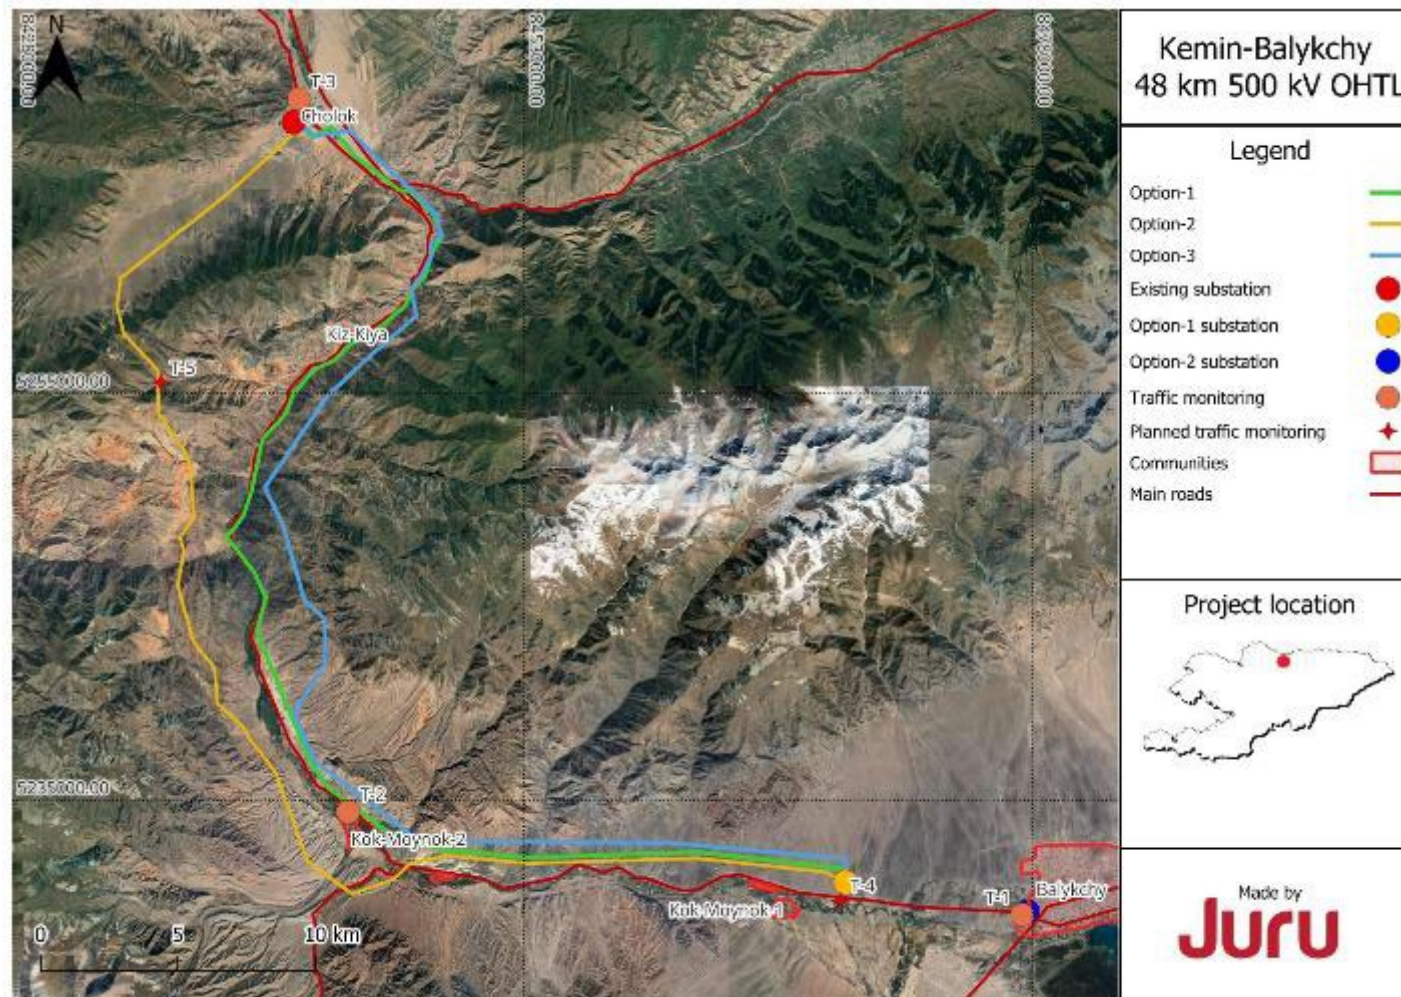 Kemin-Balykchy
48 km 500 kV OHTL
Legend
Option-1
Option-2
Option-3
Existing substation
Option-1 substation
Option-2 substation
Traffic monitoring
Planned traffic monitoring
Communities
Main roads
Project location
Made by
Juru
N
T-3
Cholok
Kiz-Kiya
T-5
5255000.00
5235000.00
T-2
Kok-Moynok-2
T-4
Kok-Moynok-1
T-1
Balykchy
0
5
10 km